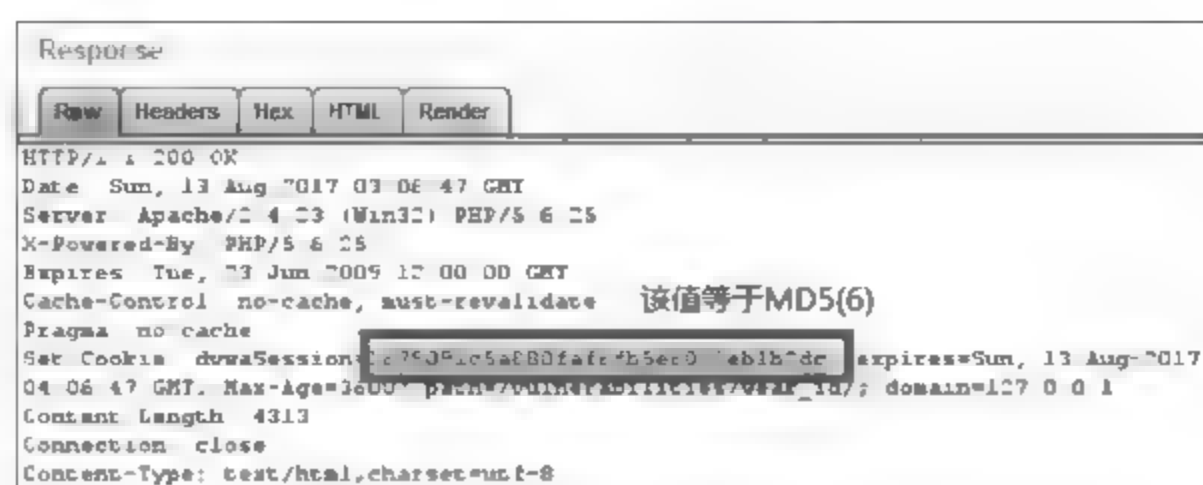 Response
Raw Headers Hex HTML Render
HTTP/1.1 200 OK
Date Sun, 13 Aug 2017 03 06 47 GMT
Server Apache/2 4 23 (Win32) PHP/5 6 25
X-Powered-By PHP/5 6 25
Expires Tue, 23 Jun 2009 12 00 00 GMT
Cache-Control no-cache, must-revalidate 该值等于MD5(6)
Pragma no cache
Set Cookie dvwaSession= expires=Sun, 13 Aug-2017
04 06 47 GMT. Max-Age=3600 path=/vulnerabilities/weak_id/; domain=127 0 0 1
Content Length 4313
Connection close
Content-Type: text/html,charset=utf-8